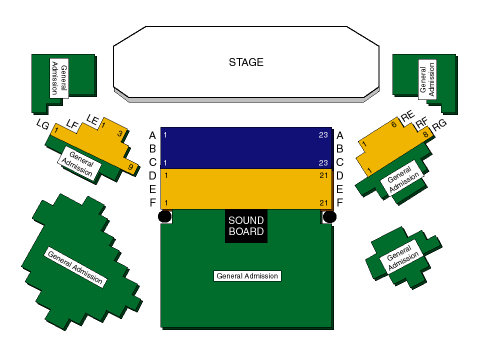 STAGE
General
Admission
General
Admission
LG
LF
LE
1
1
3
9
General
Admission
RE
RF
RG
1
6
8
1
General
Admission
A
1
23
A
B
B
C
1
23
C
D
1
21
D
E
E
F
1
21
F
SOUND
BOARD
General Admission
General Admission
General
Admission